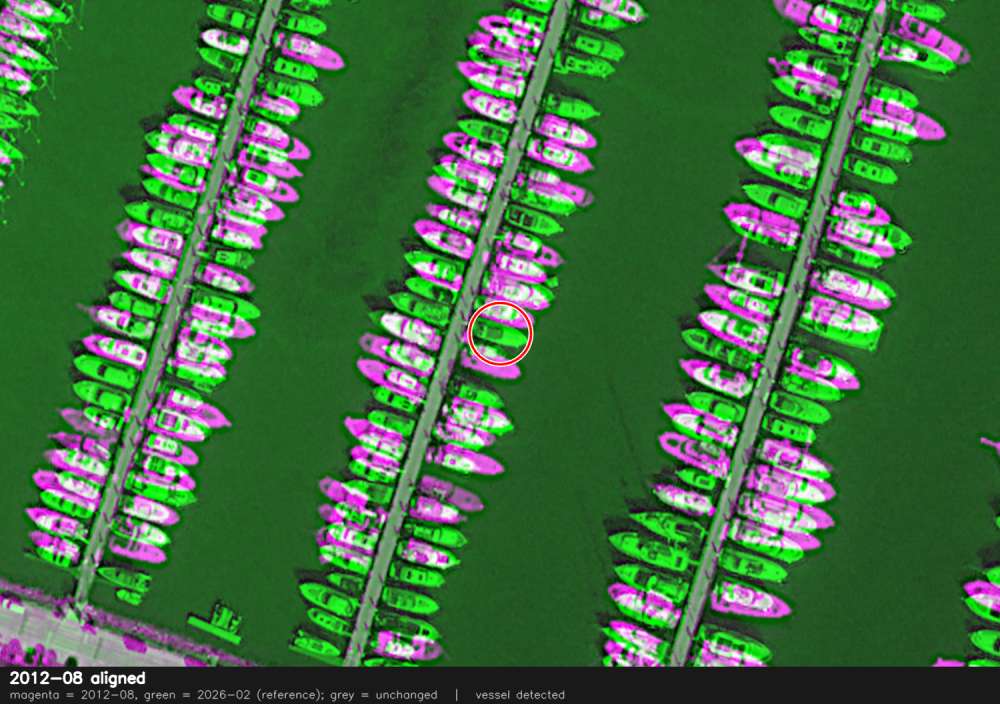 2012-08 aligned
magenta = 2012-08, green = 2026-02 (reference); grey = unchanged | vessel detected